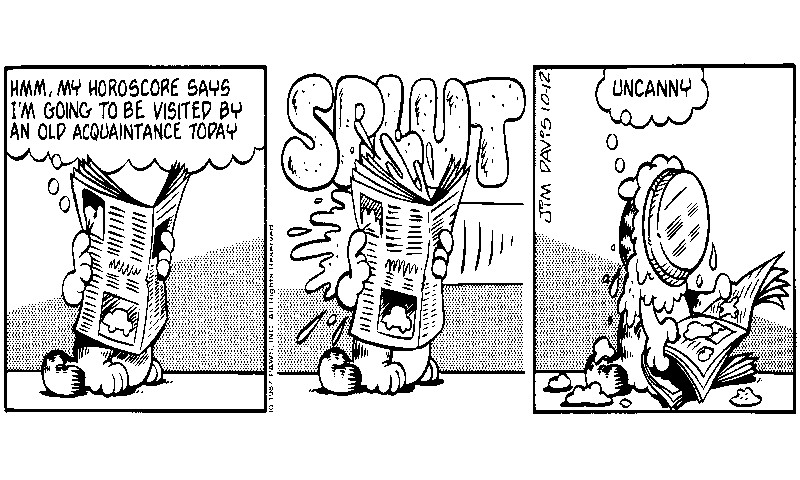 HMM, MY HOROSCOPE SAYS
I'M GOING TO BE VISITED BY
AN OLD ACQUAINTANCE TODAY
SPLUT
UNCANNY
JIM DAVIS 10-12